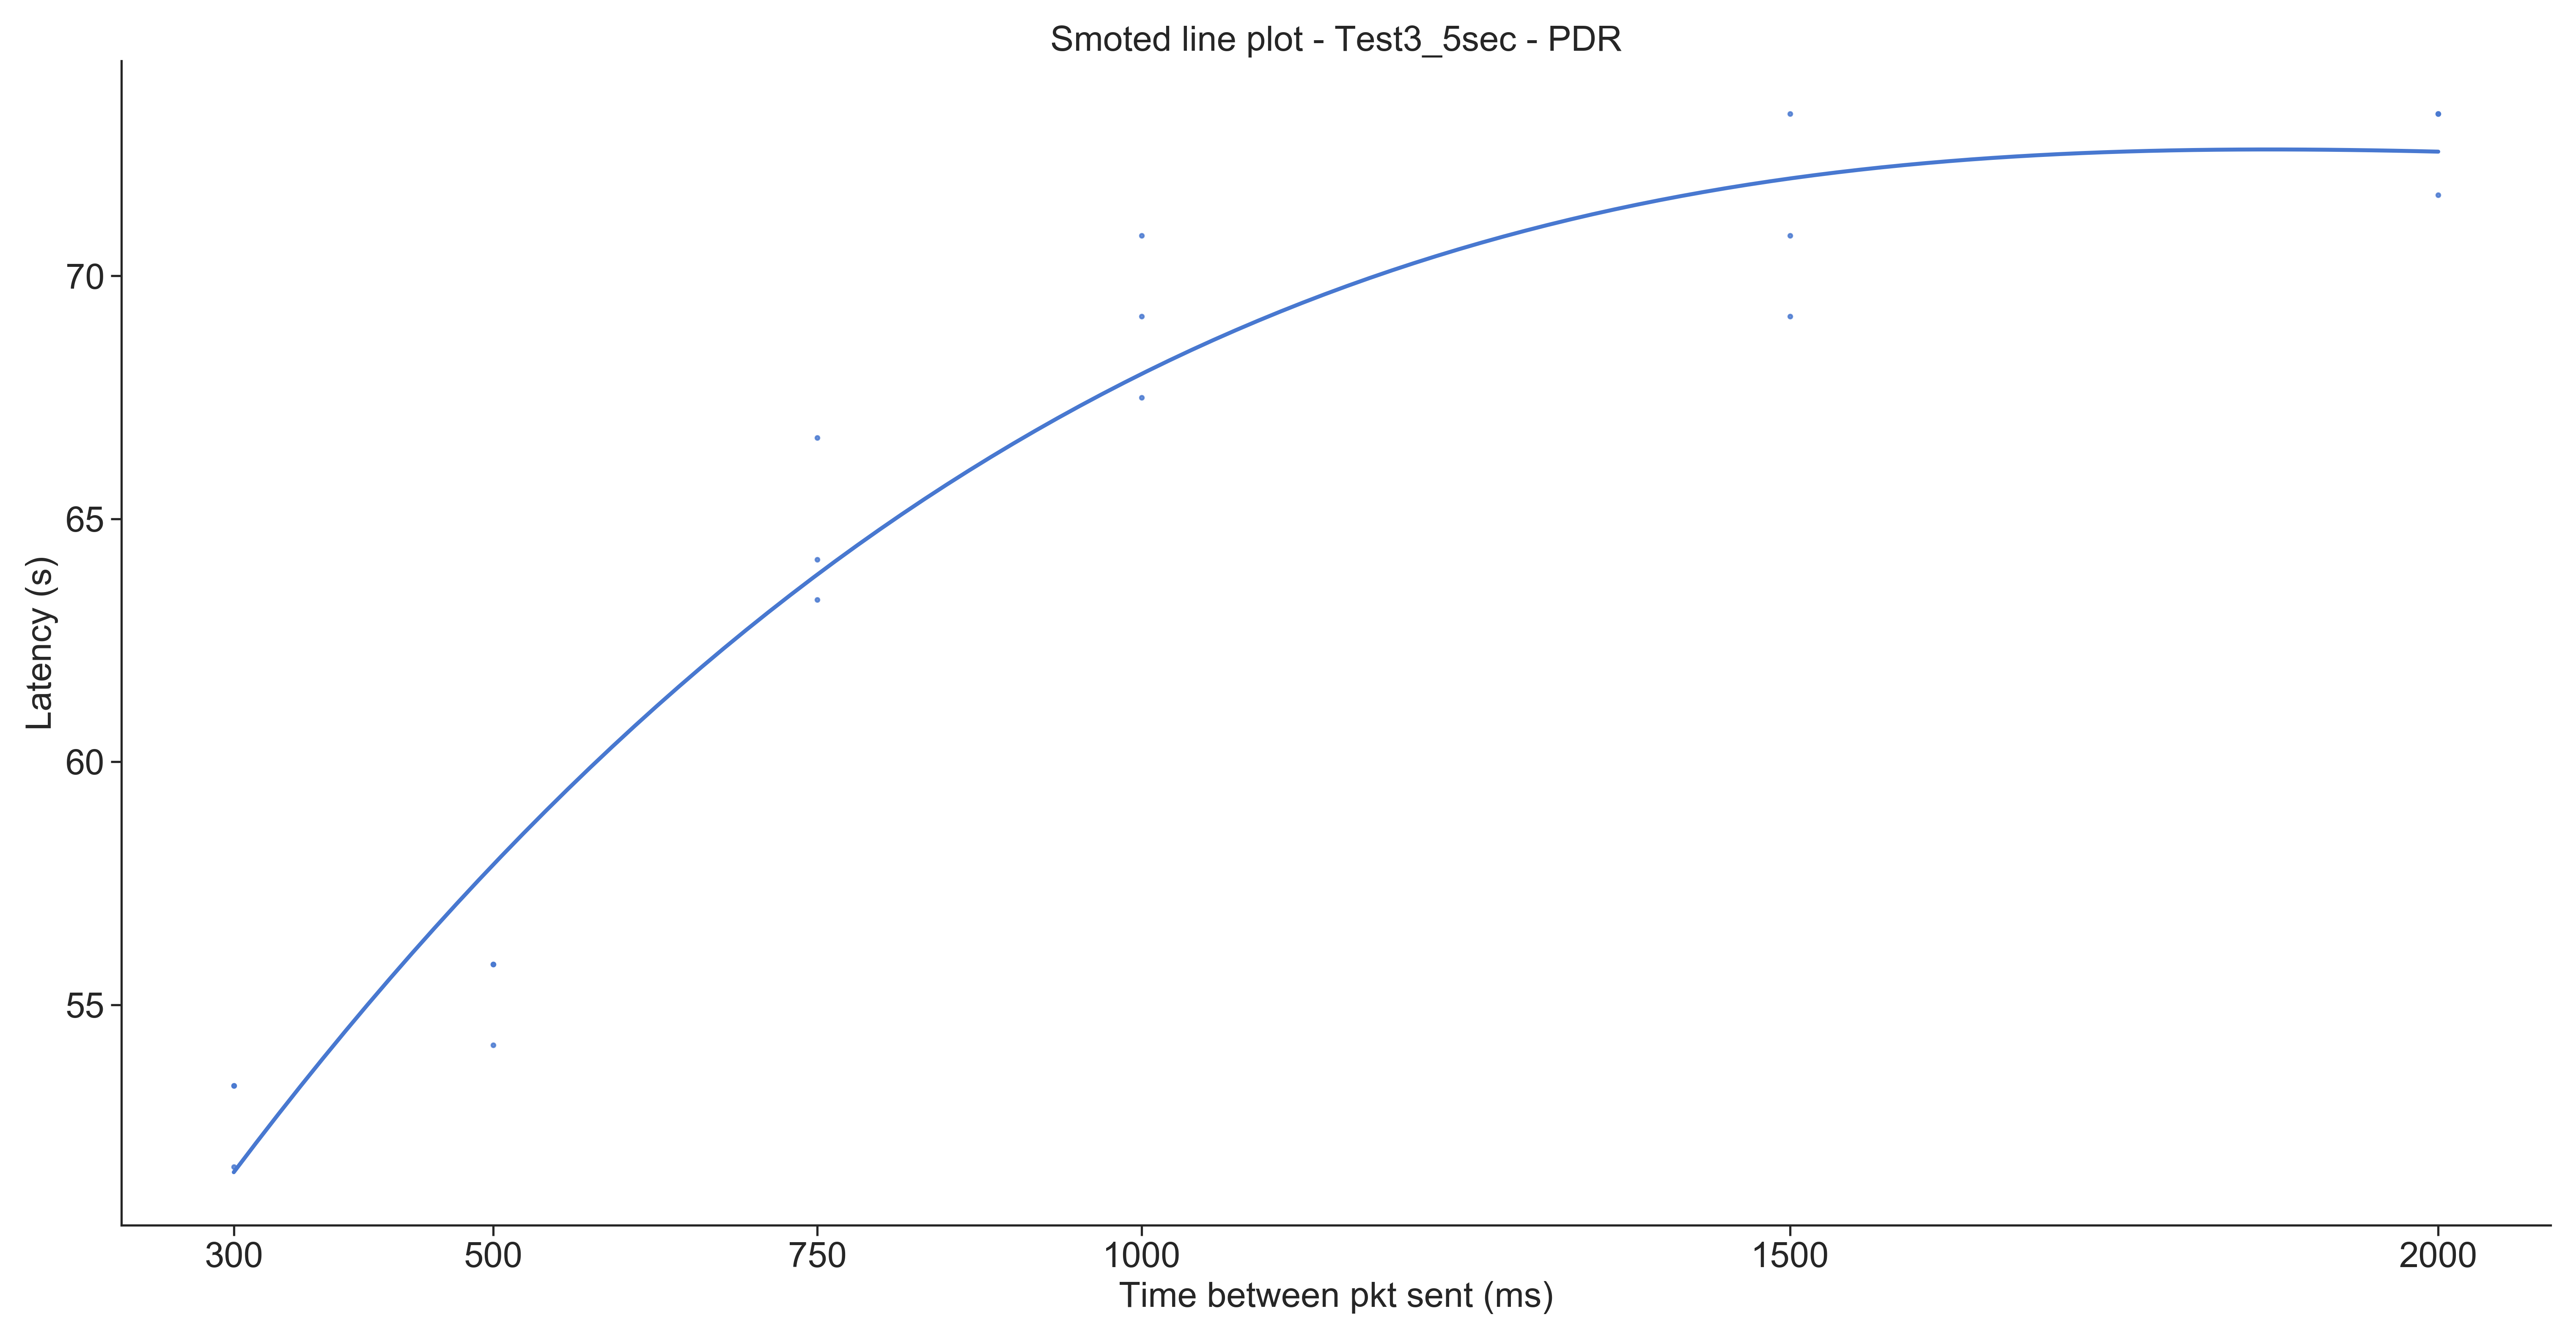 Smoted line plot - Test3_5sec - PDR
70
65
60
55
Latency (s)
300 500 750 1000 1500 2000
Time between pkt sent (ms)